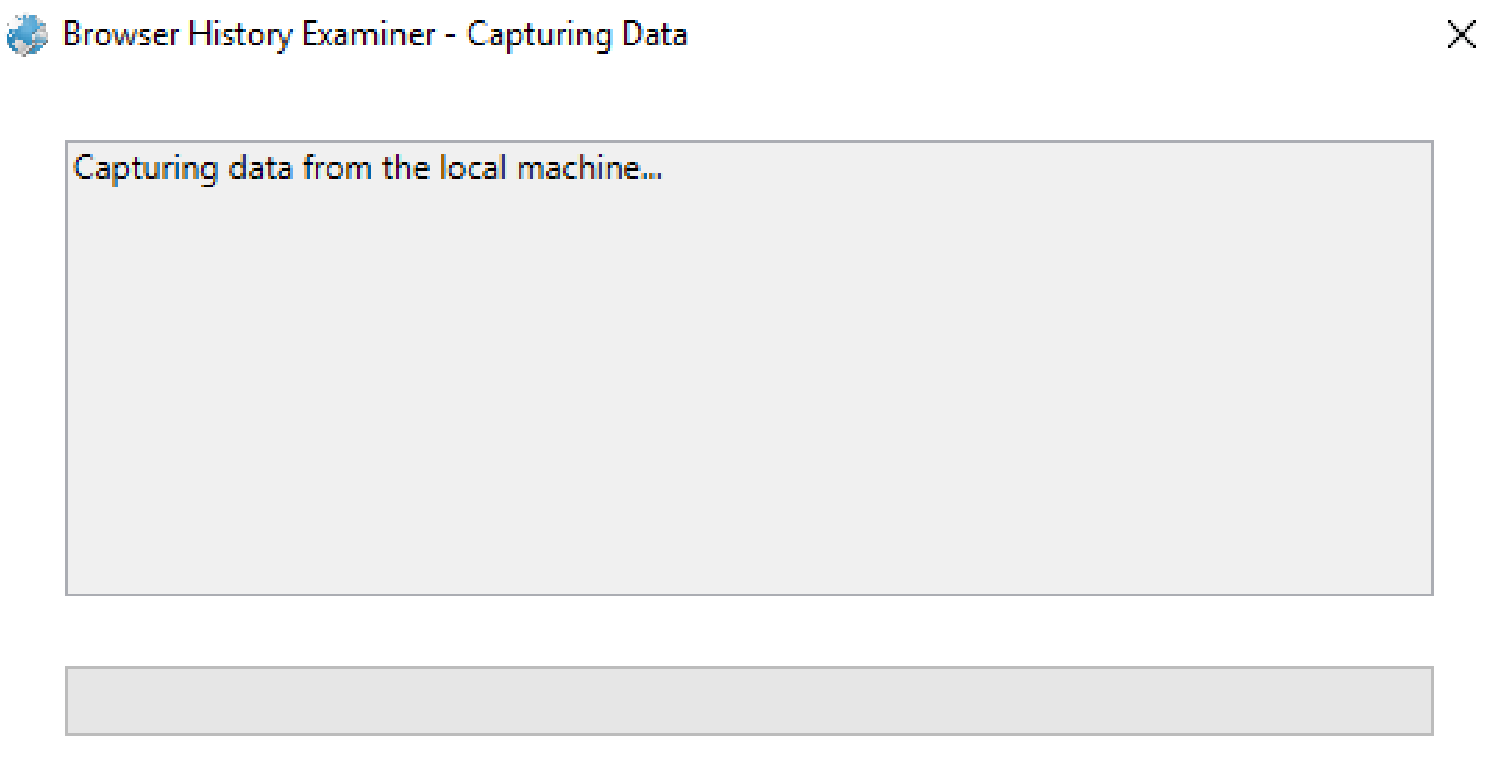 Browser History Examiner - Capturing Data
Capturing data from the local machine...